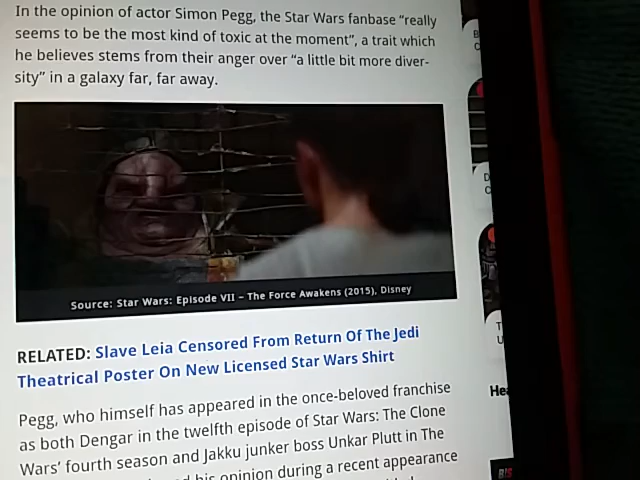 In the opinion of actor Simon Pegg, the Star Wars fanbase “really
seems to be the most kind of toxic at the moment”, a trait which
he believes stems from their anger over “a little bit more diver-
sity” in a galaxy far, far away.
Source: Star Wars: Episode VII – The Force Awakens (2015), Disney
RELATED: Slave Leia Censored From Return Of The Jedi
Theatrical Poster On New Licensed Star Wars Shirt
Pegg, who himself has appeared in the once-beloved franchise
as both Dengar in the twelfth episode of Star Wars: The Clone
Wars’ fourth season and Jakku junker boss Unkar Plutt in The
his opinion during a recent appearance